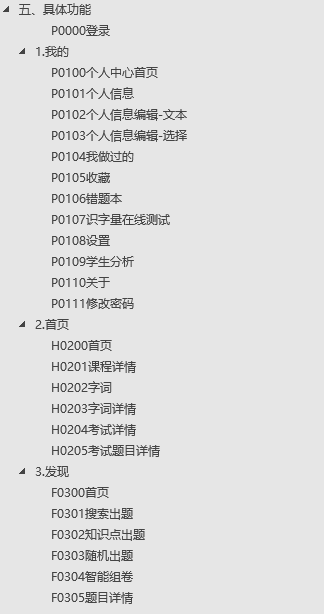 五、具体功能
P0000登录
1.我的
P0100个人中心首页
P0101个人信息
P0102个人信息编辑-文本
P0103个人信息编辑-选择
P0104我做过的
P0105收藏
P0106错题本
P0107识字量在线测试
P0108设置
P0109学生分析
P0110关于
P0111修改密码
2.首页
H0200首页
H0201课程详情
H0202字词
H0203字词详情
H0204考试详情
H0205考试题目详情
3.发现
F0300首页
F0301搜索出题
F0302知识点出题
F0303随机出题
F0304智能组卷
F0305题目详情